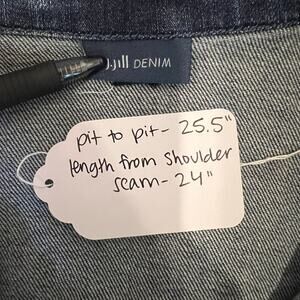 J.Jill DENIM
pit to pit- 25.5"
length from shoulder
seam- 24"